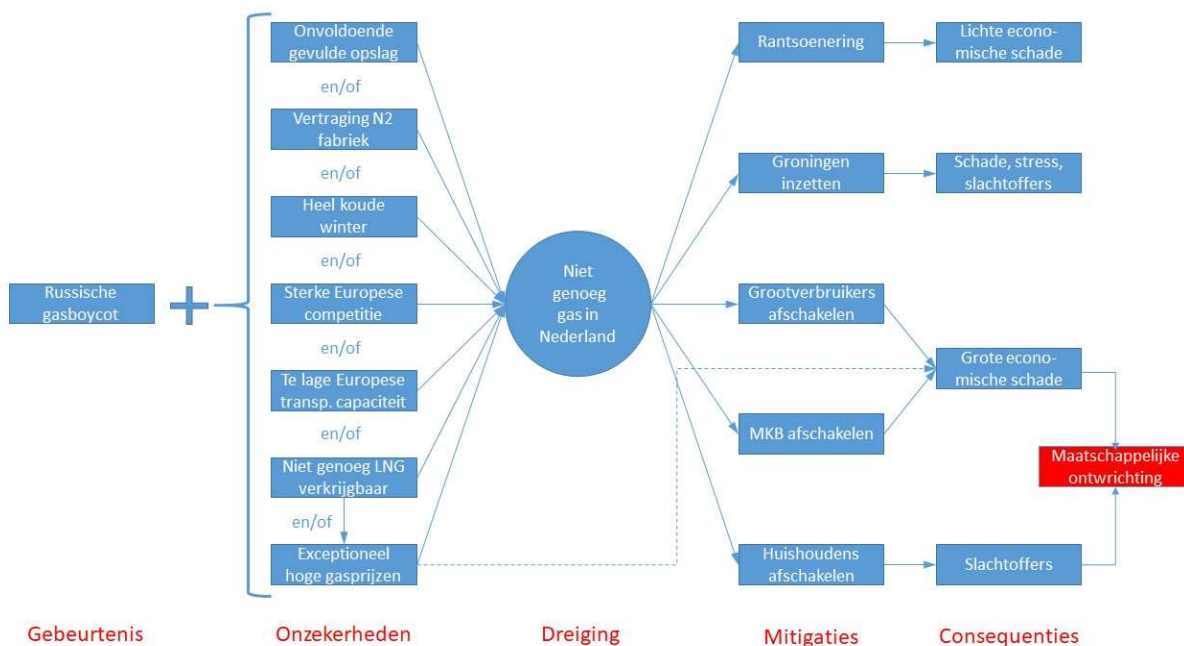 Russische
gasboycot
Onvoldoende
gevulde opslag
en/of
Vertraging N2
fabriek
en/of
Heel koude
winter
en/of
Sterke Europese
competitie
en/of
Te lage Europese
transp. capaciteit
en/of
Niet genoeg LNG
verkrijgbaar
en/of
Exceptioneel
hoge gasprijzen
Niet
genoeg
gas in
Nederland
Rantsoenering
Groningen
inzetten
Grootverbruikers
afschakelen
MKB afschakelen
Huishoudens
afschakelen
Lichte econo-
mische schade
Schade, stress,
slachtoffers
Grote econo-
mische schade
Maatschappelijke
ontwrichting
Slachtoffers
Gebeurtenis
Onzekerheden
Dreiging
Mitigaties
Consequenties